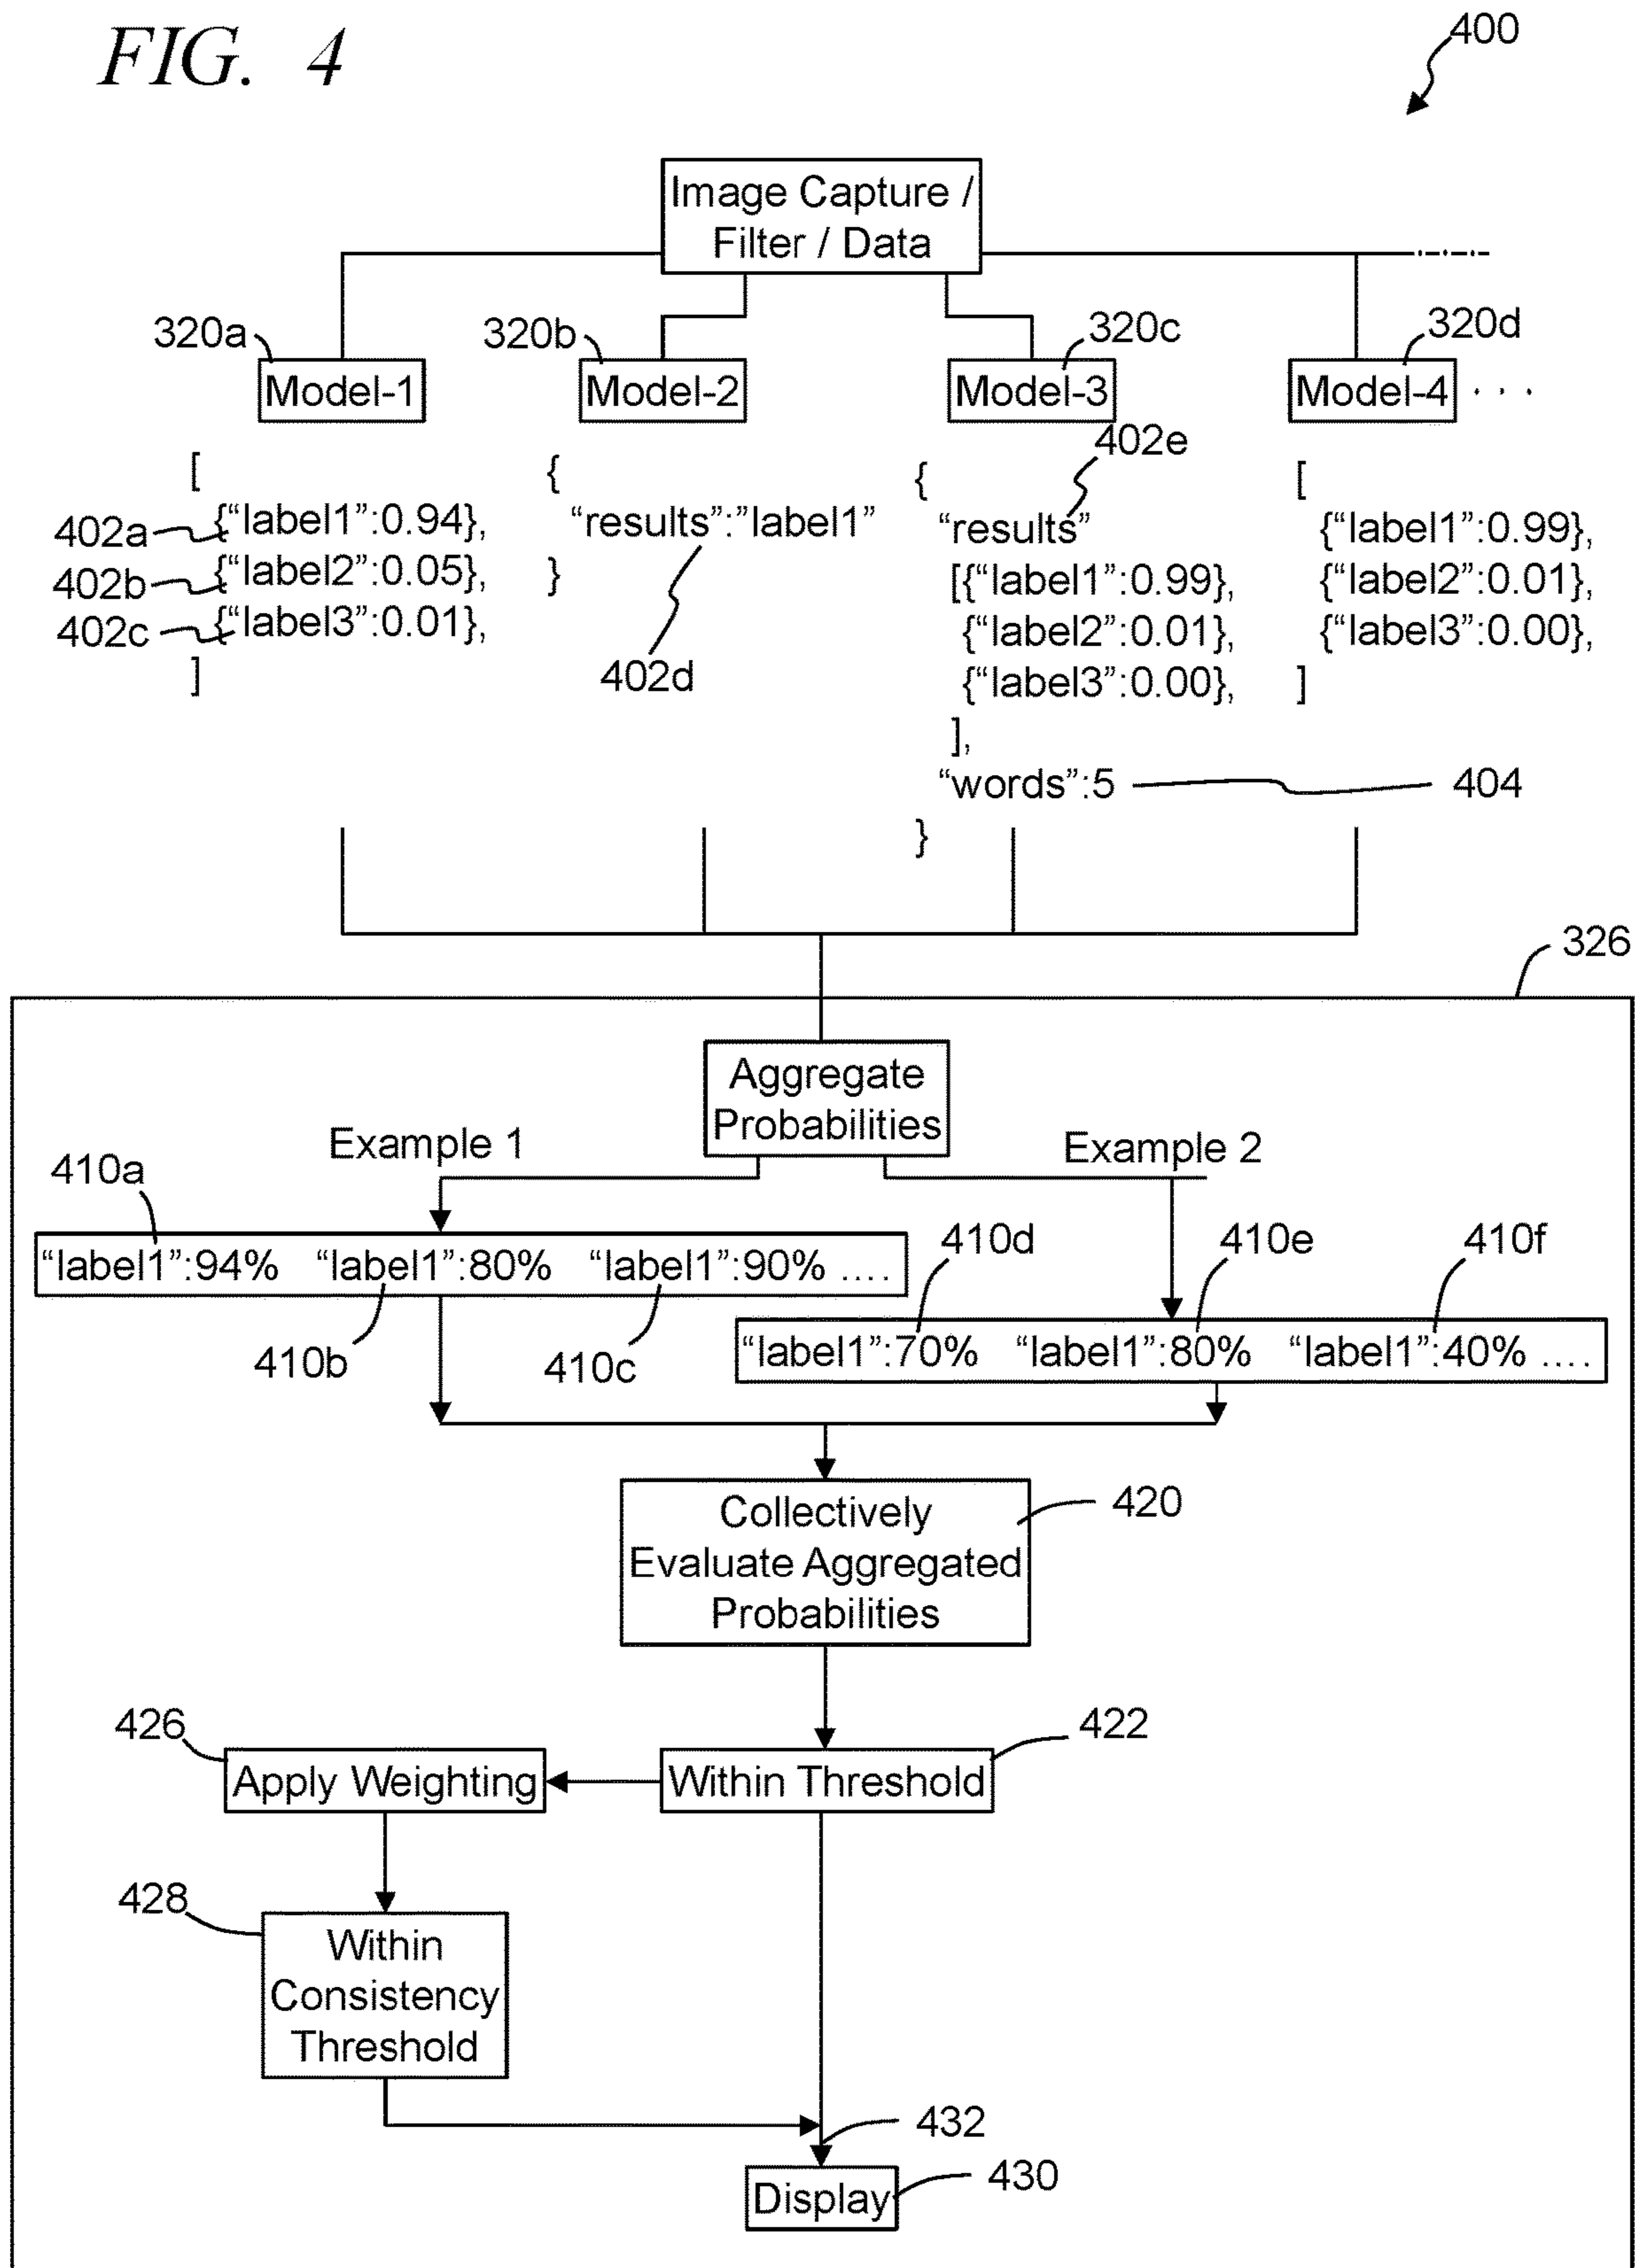 FIG. 4
400
Image Capture /
Filter / Data
320a
320b
320c
320d
Model-1
Model-2
Model-3
Model-4 . . .
[
402a
{“label1”:0.94},
402b
{“label2”:0.05},
402c
{“label3”:0.01},
]
{
“results”:”label1”
}
402d
402e
{
“results”
[{“label1”:0.99},
{“label2”:0.01},
{“label3”:0.00},
],
“words”:5
404
}
[
{“label1”:0.99},
{“label2”:0.01},
{“label3”:0.00},
]
326
Aggregate
Probabilities
Example 1
Example 2
410a
“label1”:94% “label1”:80% “label1”:90% ....
410b
410c
410d
410e
410f
“label1”:70% “label1”:80% “label1”:40% ....
Collectively
Evaluate Aggregated
Probabilities
420
426
422
Apply Weighting
Within Threshold
428
Within
Consistency
Threshold
432
Display
430